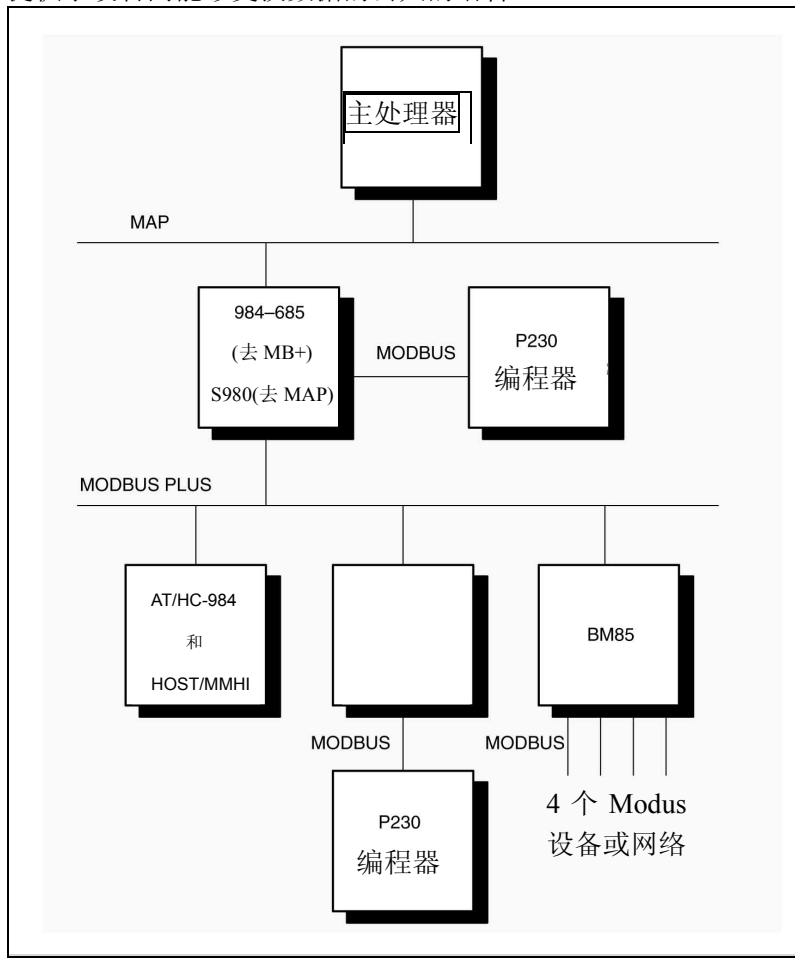 主处理器
MAP
984–685
(去 MB+)
S980(去 MAP)
MODBUS
P230
编程器
MODBUS PLUS
AT/HC-984
和
HOST/MMHI
BM85
MODBUS
MODBUS
P230
编程器
4 个 Modus
设备或网络